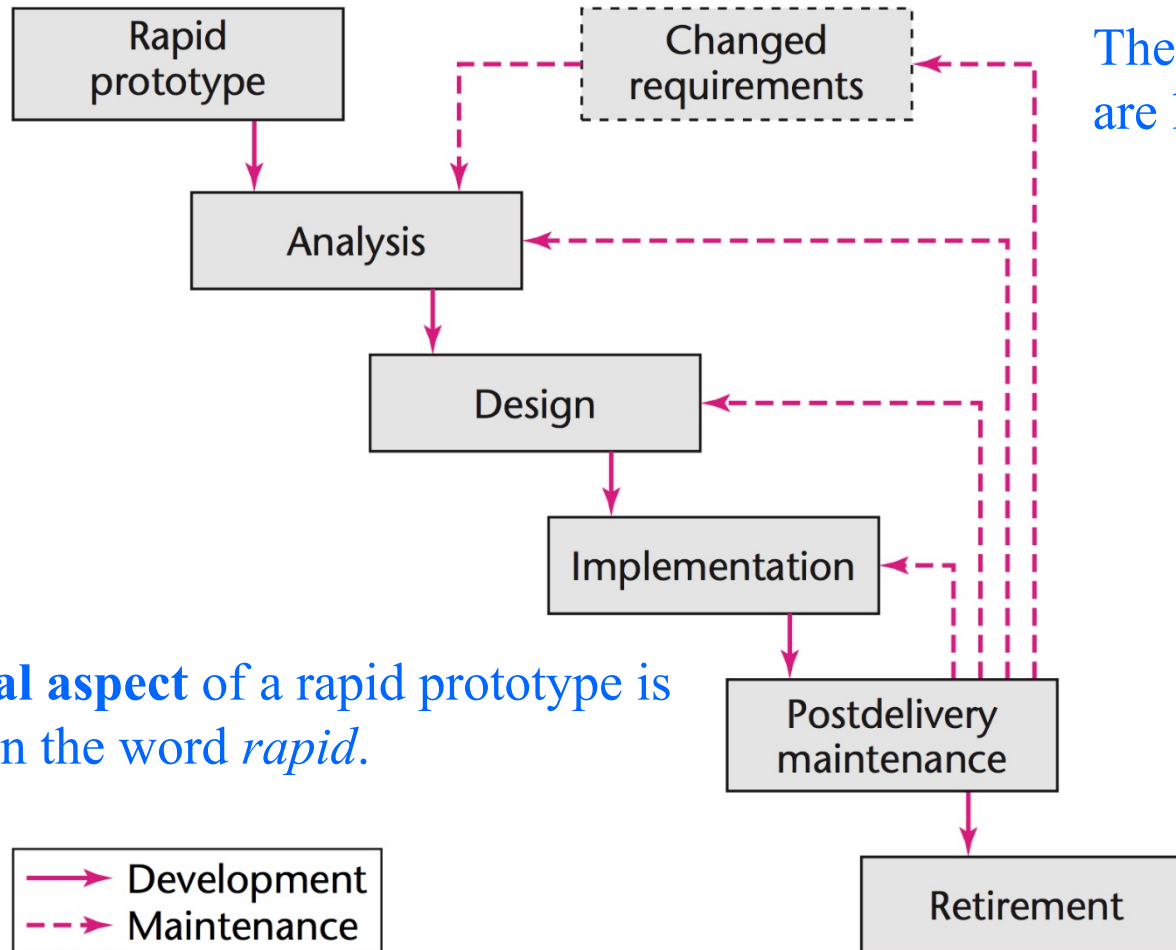 Rapid
prototype
Changed
requirements
The
are
Analysis
Design
Implementation
aspect of a rapid prototype is
the word rapid.
Postdelivery
maintenance
Development
Maintenance
Retirement